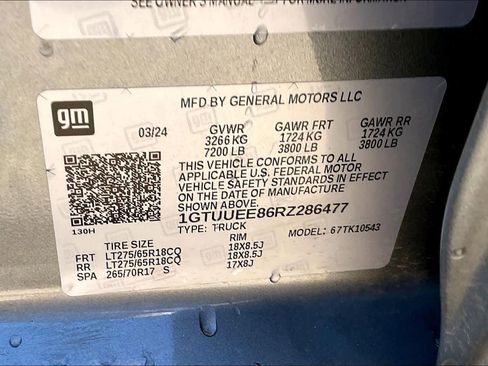 SEE OWNER'S MANUAL
gm
MFD BY GENERAL MOTORS LLC
03/24 GVWR GAWR FRT GAWR RR
3266 KG 1724 KG 1724 KG
7200 LB 3800 LB 3800 LB
THIS VEHICLE CONFORMS TO ALL
APPLICABLE U.S. FEDERAL MOTOR
VEHICLE SAFETY STANDARDS IN EFFECT
ON THE DATE OF MANUFACTURE
SHOWN ABOVE.
1GTUUEE86RZ286477
130H
TYPE: TRUCK MODEL: 67TK10543
TIRE SIZE RIM
FRT LT275/65R18CQ 18X8.5J
RR LT275/65R18CQ 18X8.5J
SPA 265/70R17 S 17X8J